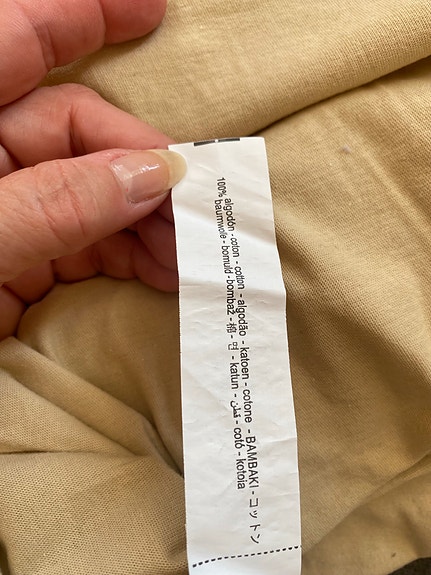 100% algodón - coton - cotton - algodão - katoen - cotone - BAMBAKI - コットン
baumwolle - bomuld - bombaž - 棉 - 면 - katun - قطن - cotó - kotoia